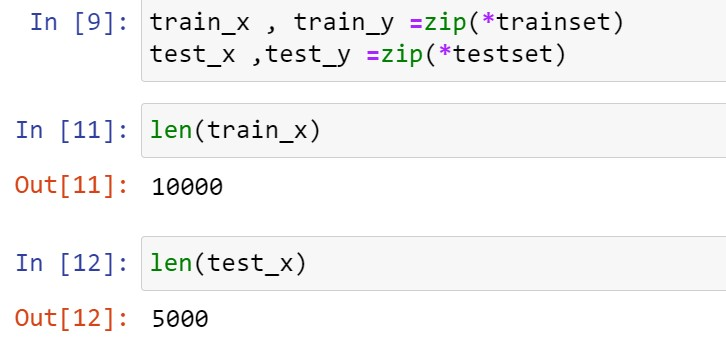 In [9]: train_x , train_y =zip(*trainset)
test_x ,test_y =zip(*testset)
In [11]: len(train_x)
Out[11]: 10000
In [12]: len(test_x)
Out[12]: 5000